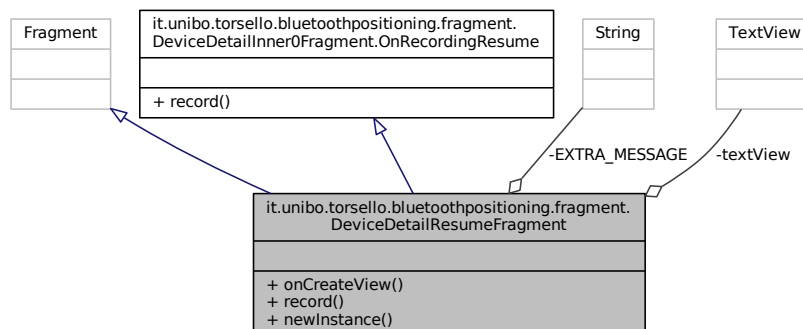 Fragment
it.unibo.torsello.bluetoothpositioning.fragment.
DeviceDetailInner0Fragment.OnRecordingResume
+ record()
String
TextView
-EXTRA_MESSAGE
-textView
it.unibo.torsello.bluetoothpositioning.fragment.
DeviceDetailResumeFragment
+ onCreateView()
+ record()
+ newInstance()